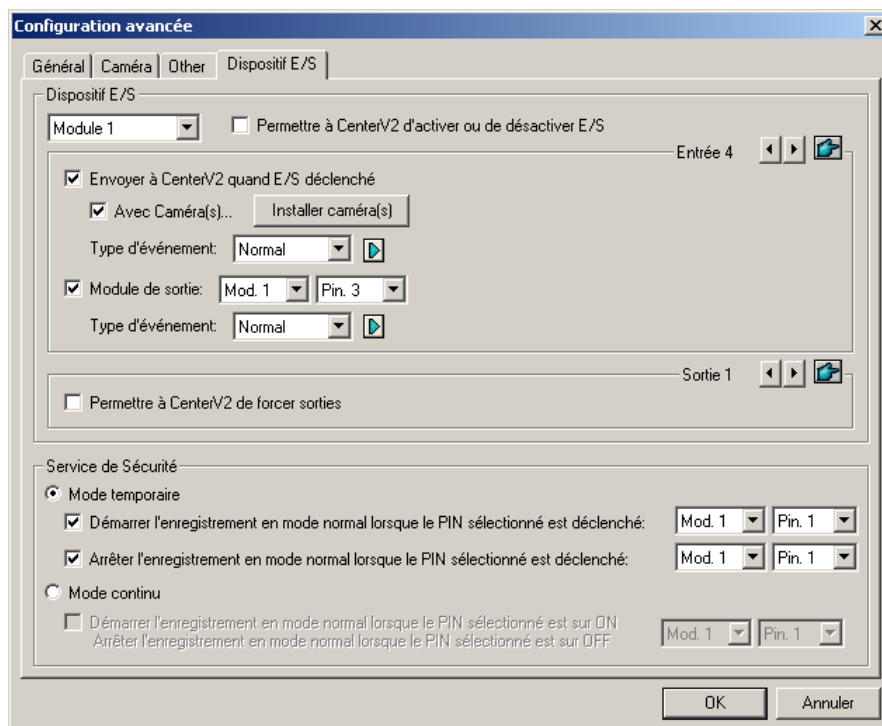 Configuration avancée
Général Caméra Other Dispositif E/S
Dispositif E/S
Module 1 Permettre à CenterV2 d'activer ou de désactiver E/S
Entrée 4
Envoyer à CenterV2 quand E/S déclenché
Avec Caméra(s)... Installer caméra(s)
Type d'événement: Normal
Module de sortie: Mod. 1 Pin. 3
Type d'événement: Normal
Sortie 1
Permettre à CenterV2 de forcer sorties
Service de Sécurité
Mode temporaire
Démarrer l'enregistrement en mode normal lorsque le PIN sélectionné est déclenché: Mod. 1 Pin. 1
Arrêter l'enregistrement en mode normal lorsque le PIN sélectionné est déclenché: Mod. 1 Pin. 1
Mode continu
Démarrer l'enregistrement en mode normal lorsque le PIN sélectionné est sur ON
Arrêter l'enregistrement en mode normal lorsque le PIN sélectionné est sur OFF Mod. 1 Pin. 1
OK Annuler